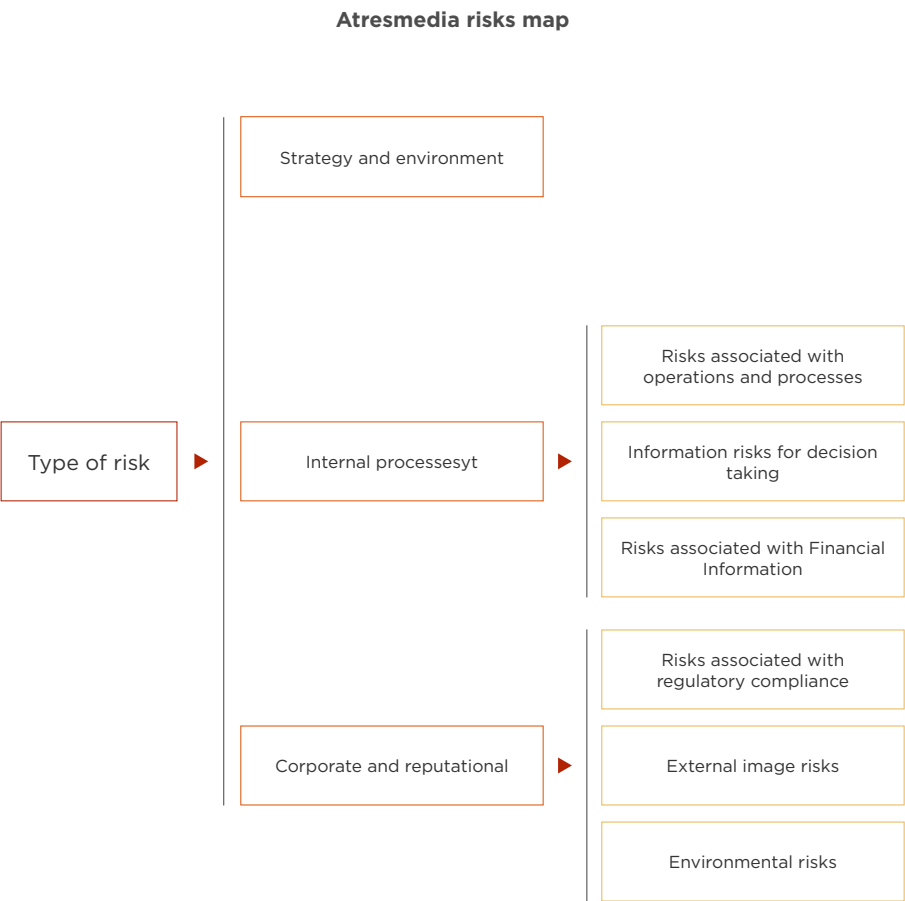 Atresmedia risks map
Strategy and environment
Type of risk
Internal processesyt
Risks associated with
operations and processes
Information risks for decision
taking
Risks associated with Financial
Information
Corporate and reputational
Risks associated with
regulatory compliance
External image risks
Environmental risks